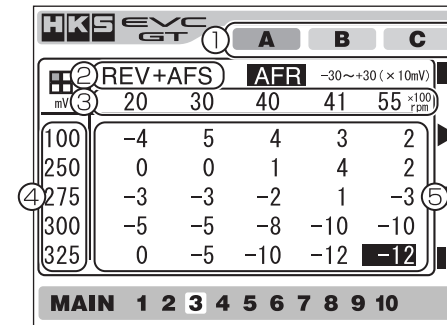 HKS EVC GT ① A B C
② REV+AFS AFR −30～+30(×10mV)
mV ③ 20 30 40 41 55 ×100 rpm
100 −4 5 4 3 2
250 0 0 1 4 2
④ 275 −3 −3 −2 1 −3 ⑤
300 −5 −5 −8 −10 −10
325 0 −5 −10 −12 −12
MAIN 1 2 3 4 5 6 7 8 9 10